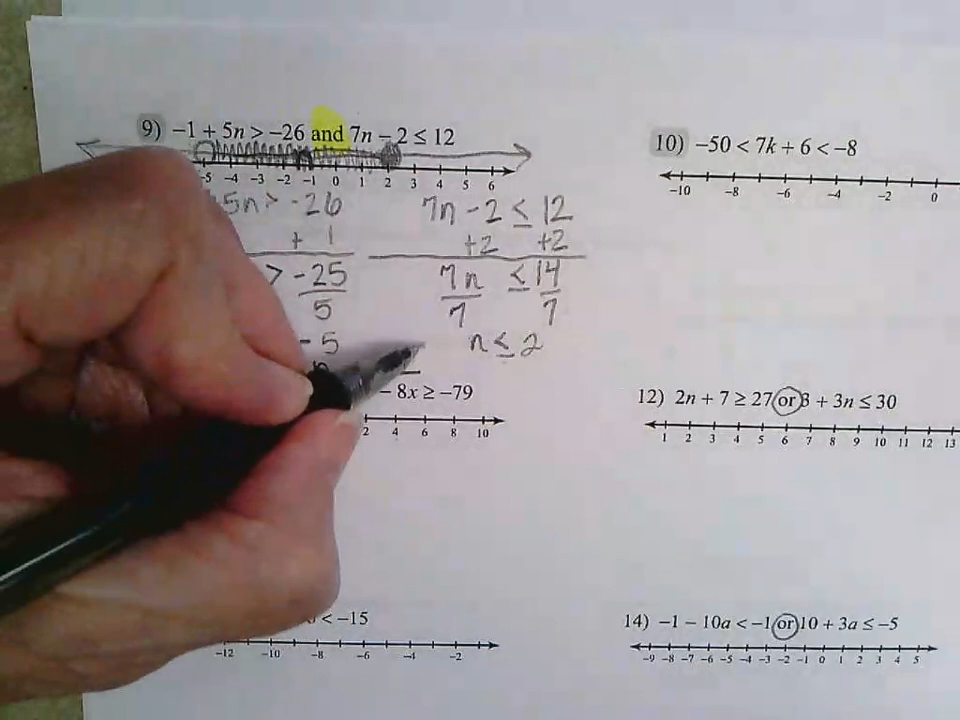 9) −1 + 5n > −26 and 7n − 2 ≤ 12
-5 −4 −3 −2 −1 0 1 2 3 4 5 6
5n > -26
+ 1
> -25
5
- 5
7n - 2 ≤ 12
+2 +2
7n ≤ 14
7 7
n ≤ 2
10) −50 < 7k + 6 < −8
−10 −8 −6 −4 −2 0
− 8x ≥ −79
2 4 6 8 10
12) 2n + 7 ≥ 27 or 3 + 3n ≤ 30
1 2 3 4 5 6 7 8 9 10 11 12 13
< −15
−12 −10 −8 −6 −4 −2
14) −1 − 10a < −1 or 10 + 3a ≤ −5
−9 −8 −7 −6 −5 −4 −3 −2 −1 0 1 2 3 4 5